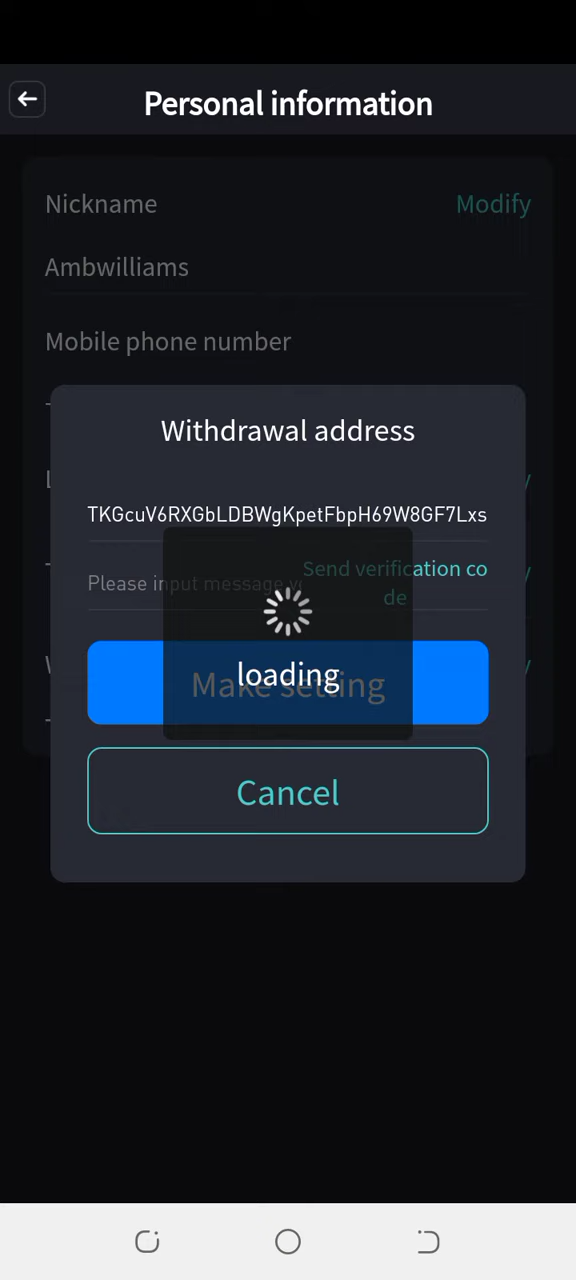 Personal information
Nickname
Modify
Ambwilliams
Mobile phone number
Withdrawal address
TKGcuV6RXGbLDBWgKpetFbpH69W8GF7Lxs
Please input message
Send verification co
de
loading
Make setting
Cancel